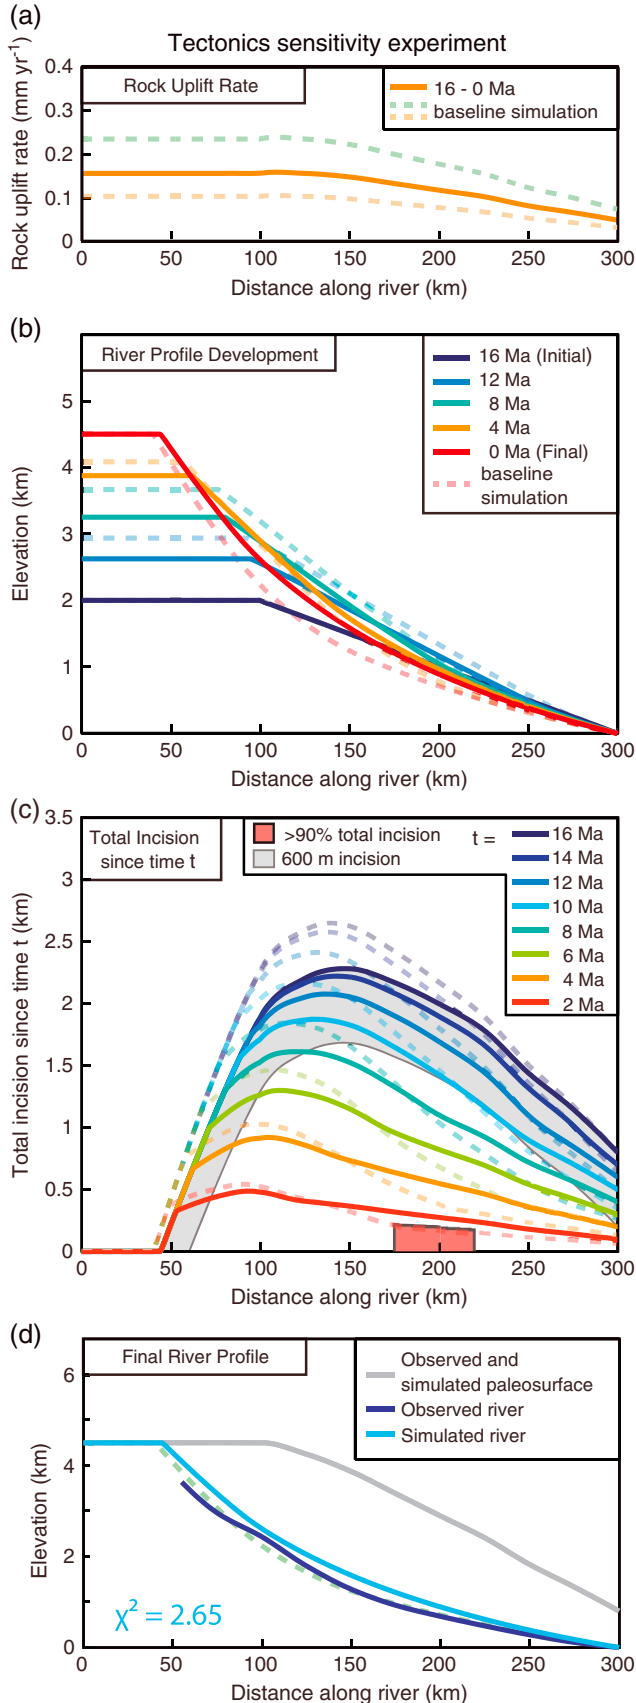 (a)
Tectonics sensitivity experiment
Rock Uplift Rate
16 - 0 Ma
baseline simulation
Rock uplift rate (mm yr⁻¹)
0.4
0.3
0.2
0.1
0
0 50 100 150 200 250 300
Distance along river (km)
(b)
River Profile Development
16 Ma (Initial)
12 Ma
8 Ma
4 Ma
0 Ma (Final)
baseline
simulation
Elevation (km)
5
4
3
2
1
0
0 50 100 150 200 250 300
Distance along river (km)
(c)
Total Incision
since time t
>90% total incision
600 m incision
t =
16 Ma
14 Ma
12 Ma
10 Ma
8 Ma
6 Ma
4 Ma
2 Ma
Total incision since time t (km)
3.5
3
2.5
2
1.5
1
0.5
0
0 50 100 150 200 250 300
Distance along river (km)
(d)
Final River Profile
Observed and
simulated paleosurface
Observed river
Simulated river
Elevation (km)
6
4
2
0
χ² = 2.65
0 50 100 150 200 250 300
Distance along river (km)